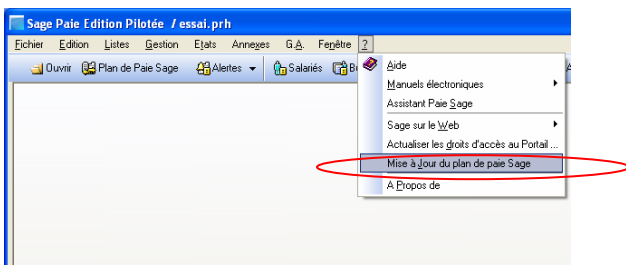 Sage Paie Edition Pilotée / essai.prh
Fichier Edition Listes Gestion Etats Annexes G.A. Fenêtre ?
Ouvrir Plan de Paie Sage Alertes Salariés
Aide
Manuels électroniques
Assistant Paie Sage
Sage sur le Web
Actualiser les droits d'accès au Portail ...
Mise à Jour du plan de paie Sage
A Propos de